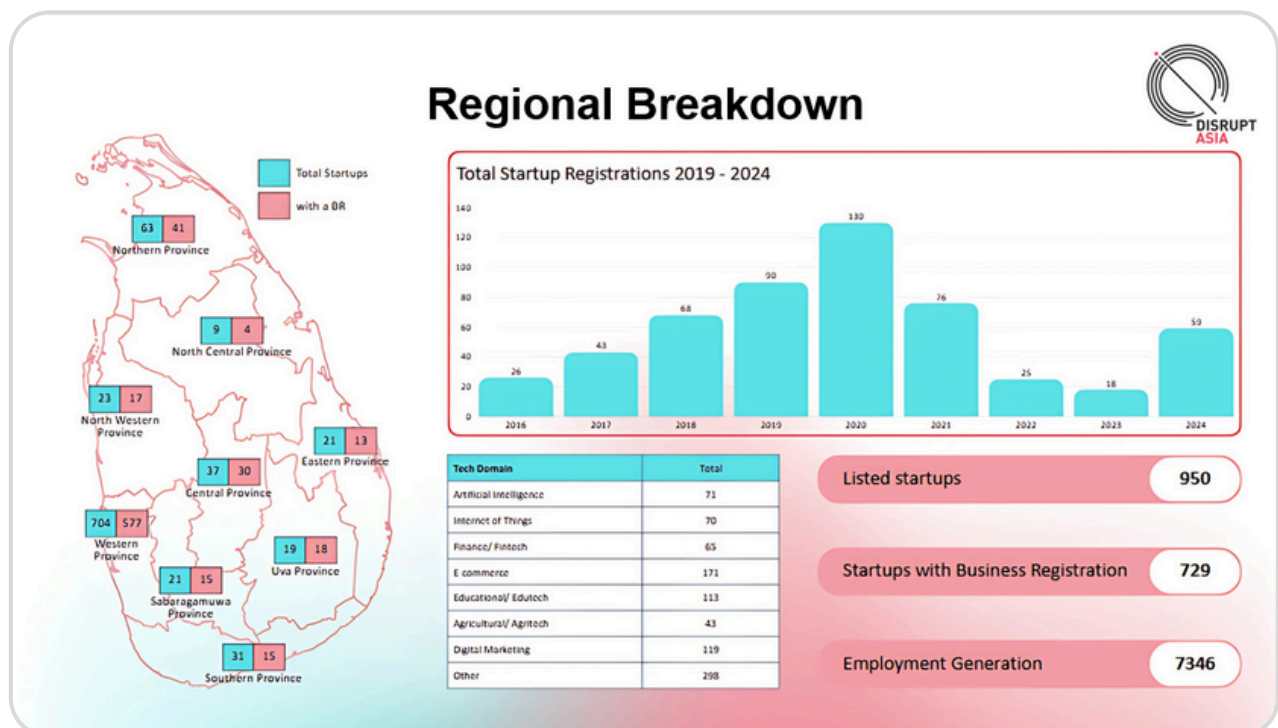 Regional Breakdown
DISRUPT
ASIA
Total Startups
with a BR
63 41
Northern Province
9 4
North Central Province
23 17
North Western
Province
21 13
Eastern Province
37 30
Central Province
704 577
Western
Province
19 18
Uva Province
21 15
Sabaragamuwa
Province
31 15
Southern Province
Total Startup Registrations 2019 - 2024
140
120
100
80
60
40
20
0
26
43
68
90
130
76
25
18
59
2016 2017 2018 2019 2020 2021 2022 2023 2024
Tech Domain Total
Artificial Intelligence 71
Internet of Things 70
Finance/ Fintech 65
E commerce 171
Educational/ Edutech 113
Agricultural/ Agritech 43
Digital Marketing 119
Other 298
Listed startups 950
Startups with Business Registration 729
Employment Generation 7346